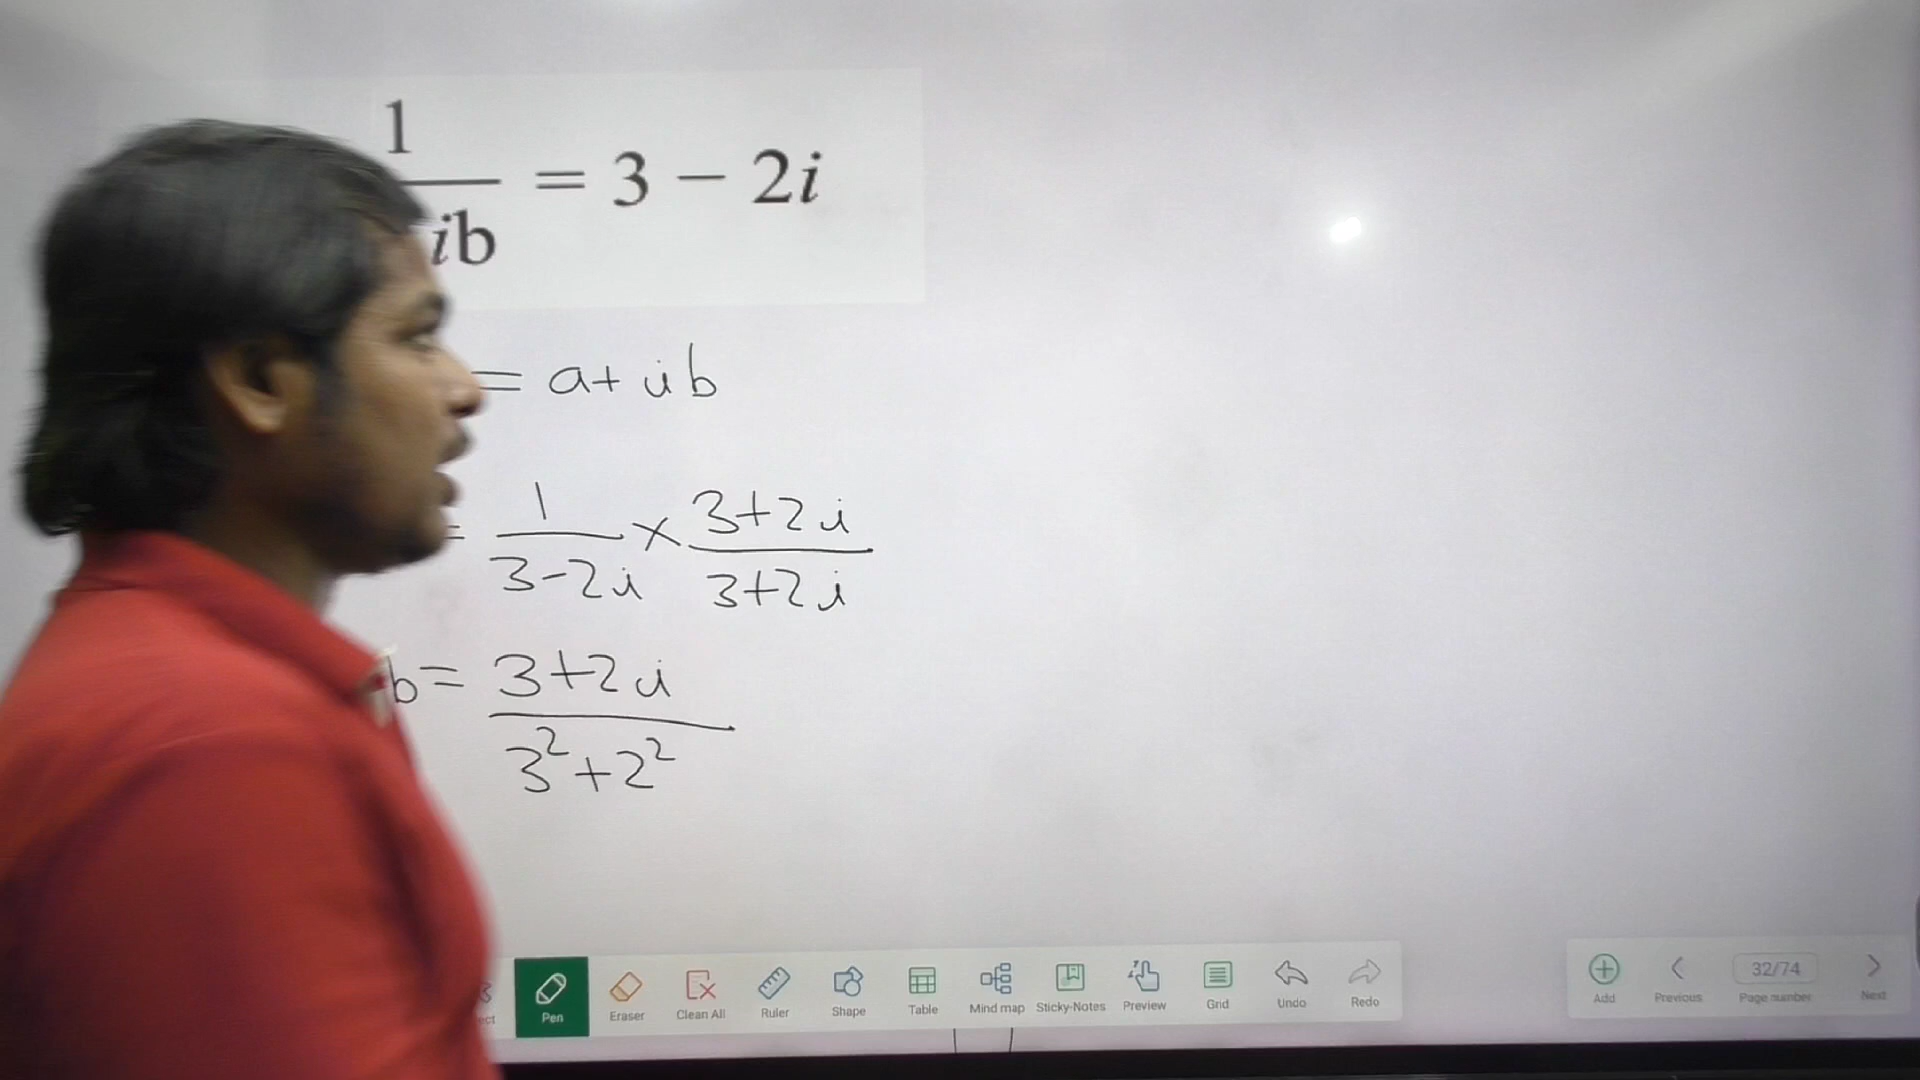 1
= 3 − 2i
ib
= a+ib
= 1 × 3+2i
3-2i 3+2i
b= 3+2i
3²+2²
Pen Eraser Clean All Ruler Shape Table Mind map Sticky-Notes Preview Grid Undo Redo
Add Previous 32/74 Page number Next